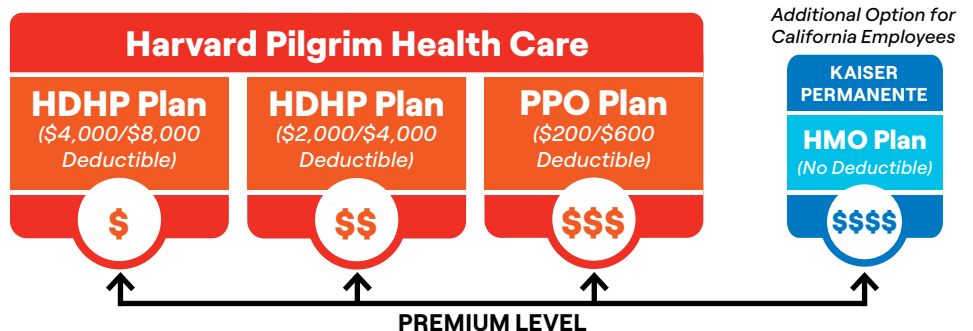 Harvard Pilgrim Health Care
HDHP Plan
($4,000/$8,000
Deductible)
$
HDHP Plan
($2,000/$4,000
Deductible)
$$
PPO Plan
($200/$600
Deductible)
$$$
Additional Option for
California Employees
KAISER
PERMANENTE
HMO Plan
(No Deductible)
$$$$
PREMIUM LEVEL